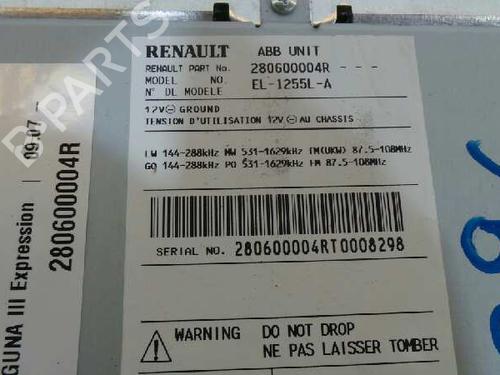 RENAULT ABB UNIT
RENAULT PART No. 280600004R - - -
MODEL NO. EL-1255L-A
N° DL MODELE
12V ⊖ GROUND
TENSION D'UTILISATION 12V ⊖ AU CHASSIS
LW 144-288kHz MW 531-1629kHz FM(UKW) 87.5-108MHz
GO 144-288kHz PO 531-1629kHz FM 87.5-108MHz
SERIAL NO. 280600004RT0008298
WARNING DO NOT DROP
NE PAS LAISSER TOMBER
GUNA III Expression | 09.07 -
280600004R